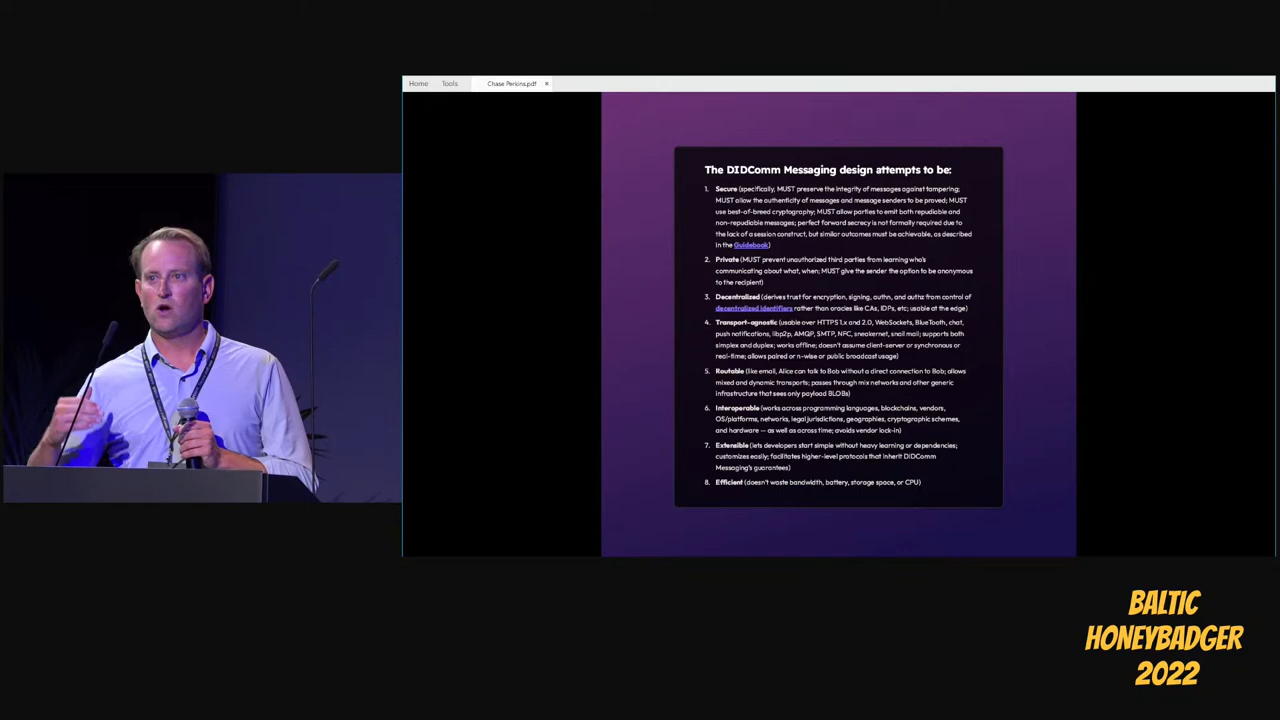 Home Tools Chase Perkins.pdf ×
The DIDComm Messaging design attempts to be:
1. Secure (specifically, MUST preserve the integrity of messages against tampering;
MUST allow the authenticity of messages and message senders to be proved; MUST
use best-of-breed cryptography; MUST allow parties to emit both repudiable and
non-repudiable messages; perfect forward secrecy is not formally required due to
the lack of a session construct, but similar outcomes must be achievable, as described
in the Guidebook)
2. Private (MUST prevent unauthorized third parties from learning who's
communicating about what, when; MUST give the sender the option to be anonymous
to the recipient)
3. Decentralized (derives trust for encryption, signing, authn, and authz from control of
decentralized identifiers rather than oracles like CAs, IDPs, etc; usable at the edge)
4. Transport-agnostic (usable over HTTPS 1.x and 2.0, WebSockets, BlueTooth, chat,
push notifications, libp2p, AMQP, SMTP, NFC, sneakernet, snail mail; supports both
simplex and duplex; works offline; doesn't assume client-server or synchronous or
real-time; allows paired or n-wise or public broadcast usage)
5. Routable (like email, Alice can talk to Bob without a direct connection to Bob; allows
mixed and dynamic transports; passes through mix networks and other generic
infrastructure that sees only payload BLOBs)
6. Interoperable (works across programming languages, blockchains, vendors,
OS/platforms, networks, legal jurisdictions, geographies, cryptographic schemes,
and hardware — as well as across time; avoids vendor lock-in)
7. Extensible (lets developers start simple without heavy learning or dependencies;
customizes easily; facilitates higher-level protocols that inherit DIDComm
Messaging's guarantees)
8. Efficient (doesn't waste bandwidth, battery, storage space, or CPU)
BALTIC
HONEYBADGER
2022